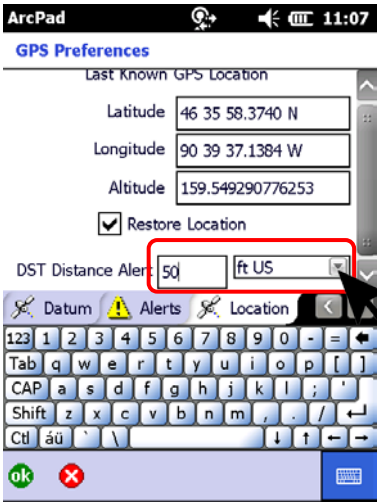 ArcPad 11:07
GPS Preferences
Last Known GPS Location
Latitude 46 35 58.3740 N
Longitude 90 39 37.1384 W
Altitude 159.549290776253
Restore Location
DST Distance Alert 50 ft US
Datum Alerts Location
123 1 2 3 4 5 6 7 8 9 0 - =
Tab q w e r t y u i o p [ ]
CAP a s d f g h j k l ; '
Shift z x c v b n m , . /
Ctl áü ` \
ok